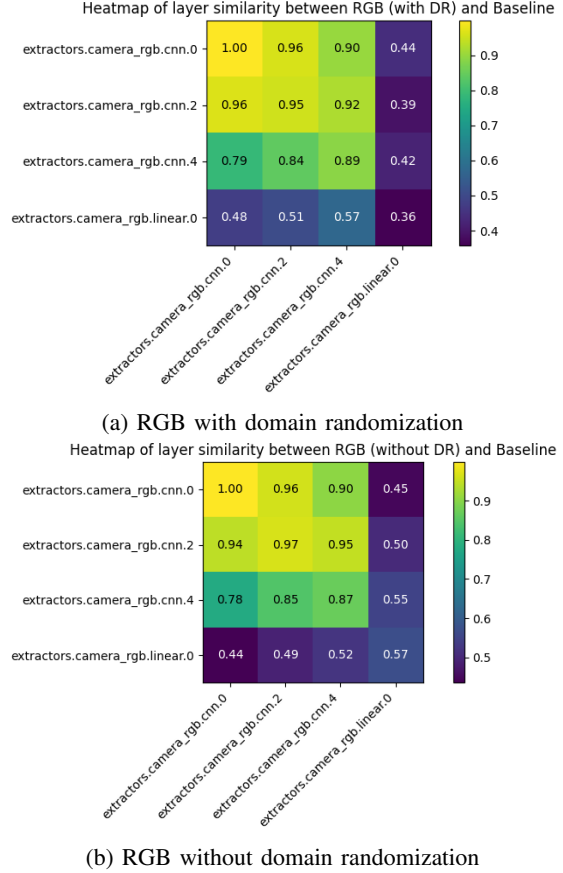 Heatmap of layer similarity between RGB (with DR) and Baseline
extractors.camera_rgb.cnn.0
1.00 0.96 0.90 0.44
extractors.camera_rgb.cnn.2
0.96 0.95 0.92 0.39
extractors.camera_rgb.cnn.4
0.79 0.84 0.89 0.42
extractors.camera_rgb.linear.0
0.48 0.51 0.57 0.36
0.9
0.8
0.7
0.6
0.5
0.4
extractors.camera_rgb.cnn.0
extractors.camera_rgb.cnn.2
extractors.camera_rgb.cnn.4
extractors.camera_rgb.linear.0
(a) RGB with domain randomization
Heatmap of layer similarity between RGB (without DR) and Baseline
extractors.camera_rgb.cnn.0
1.00 0.96 0.90 0.45
extractors.camera_rgb.cnn.2
0.94 0.97 0.95 0.50
extractors.camera_rgb.cnn.4
0.78 0.85 0.87 0.55
extractors.camera_rgb.linear.0
0.44 0.49 0.52 0.57
0.9
0.8
0.7
0.6
0.5
extractors.camera_rgb.cnn.0
extractors.camera_rgb.cnn.2
extractors.camera_rgb.cnn.4
extractors.camera_rgb.linear.0
(b) RGB without domain randomization